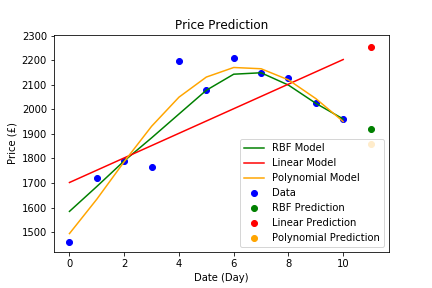 Price Prediction
2300
2200
2100
2000
1900
1800
1700
1600
1500
Price (£)
0
2
4
6
8
10
Date (Day)
RBF Model
Linear Model
Polynomial Model
Data
RBF Prediction
Linear Prediction
Polynomial Prediction